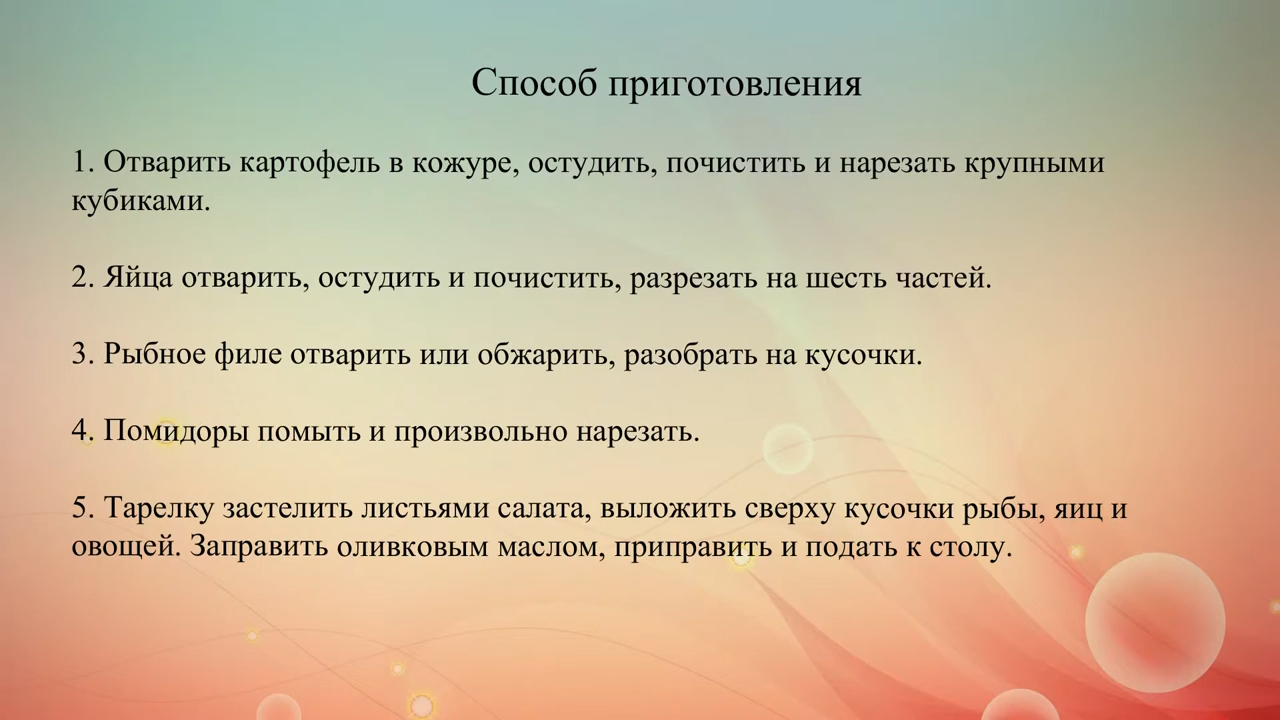 Способ приготовления
1. Отварить картофель в кожуре, остудить, почистить и нарезать крупными
кубиками.
2. Яйца отварить, остудить и почистить, разрезать на шесть частей.
3. Рыбное филе отварить или обжарить, разобрать на кусочки.
4. Помидоры помыть и произвольно нарезать.
5. Тарелку застелить листьями салата, выложить сверху кусочки рыбы, яиц и
овощей. Заправить оливковым маслом, приправить и подать к столу.